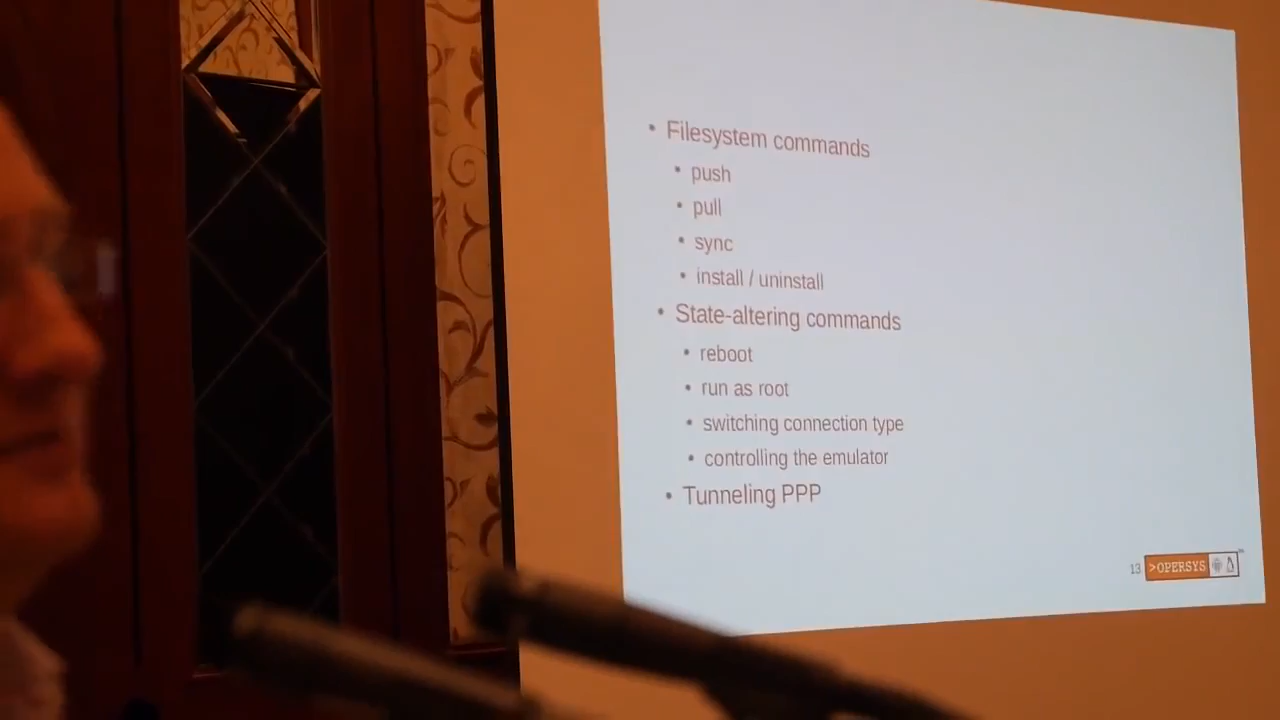 • Filesystem commands
• push
• pull
• sync
• install / uninstall
• State-altering commands
• reboot
• run as root
• switching connection type
• controlling the emulator
• Tunneling PPP
13 >OPERSYS